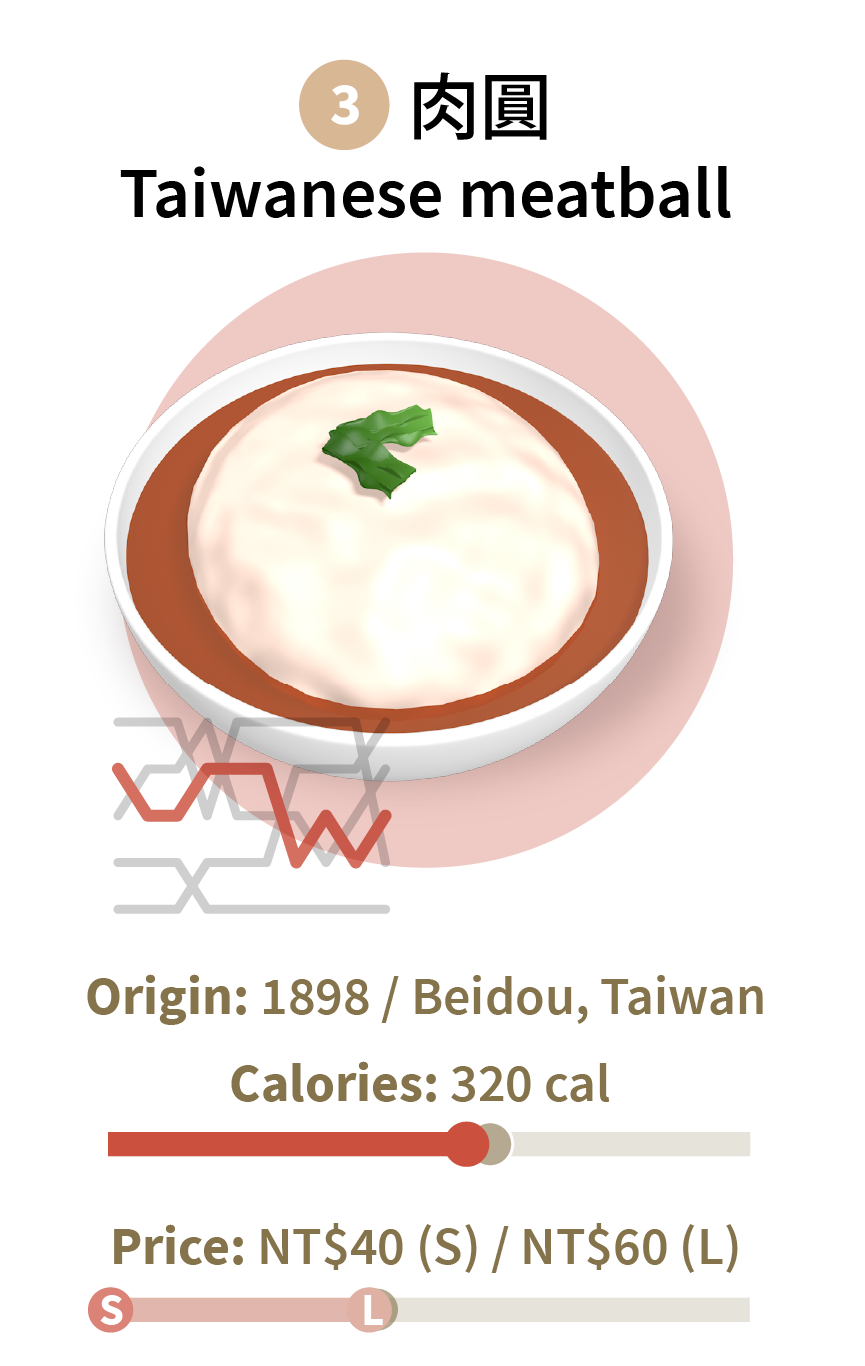 3 肉圓
Taiwanese meatball
Origin: 1898 / Beidou, Taiwan
Calories: 320 cal
Price: NT$40 (S) / NT$60 (L)
S L